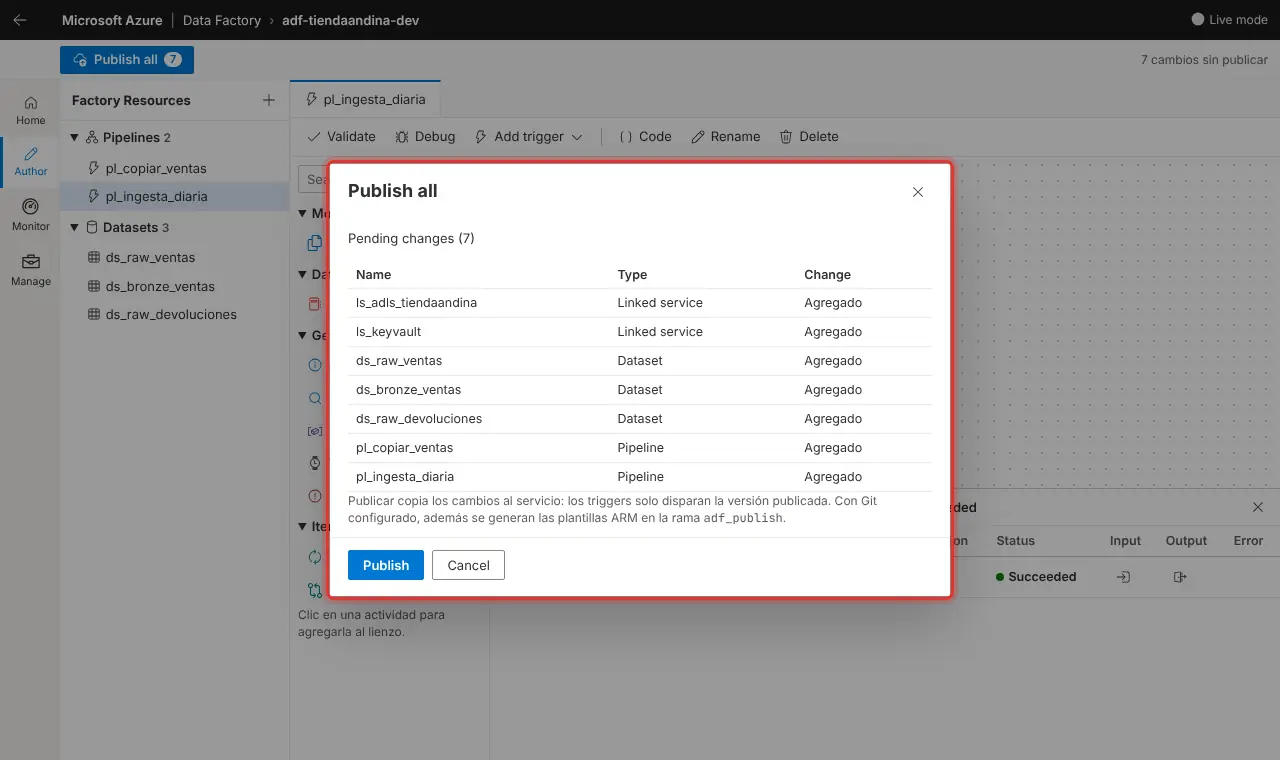 Microsoft Azure | Data Factory › adf-tiendaandina-dev
Live mode
Publish all 7
7 cambios sin publicar
Home
Author
Monitor
Manage
Factory Resources
Pipelines 2
pl_copiar_ventas
pl_ingesta_diaria
Datasets 3
ds_raw_ventas
ds_bronze_ventas
ds_raw_devoluciones
pl_ingesta_diaria
Validate Debug Add trigger Code Rename Delete
Publish all
Pending changes (7)
Name Type Change
ls_adls_tiendaandina Linked service Agregado
ls_keyvault Linked service Agregado
ds_raw_ventas Dataset Agregado
ds_bronze_ventas Dataset Agregado
ds_raw_devoluciones Dataset Agregado
pl_copiar_ventas Pipeline Agregado
pl_ingesta_diaria Pipeline Agregado
Publicar copia los cambios al servicio: los triggers solo disparan la versión publicada. Con Git
configurado, además se generan las plantillas ARM en la rama adf_publish.
Publish Cancel
Clic en una actividad para
agregarla al lienzo.
Status Input Output Error
Succeeded